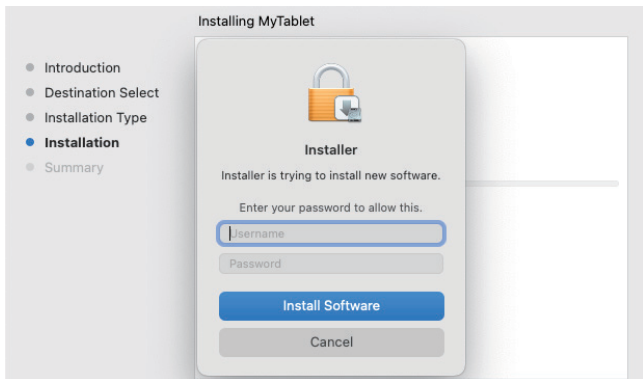 Installing MyTablet
Introduction
Destination Select
Installation Type
Installation
Summary
Installer
Installer is trying to install new software.
Enter your password to allow this.
Username
Password
Install Software
Cancel